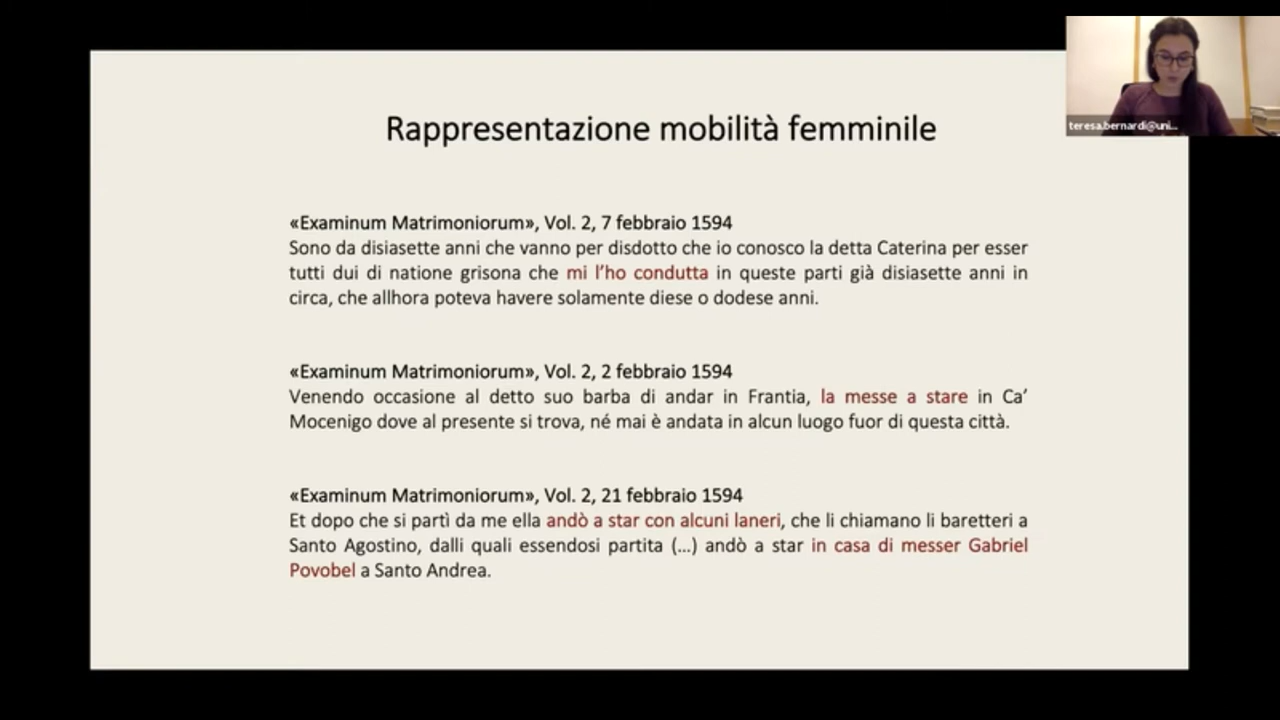 teresa.bernardi@uni...
Rappresentazione mobilità femminile
«Examinum Matrimoniorum», Vol. 2, 7 febbraio 1594
Sono da disiasette anni che vanno per disdotto che io conosco la detta Caterina per esser
tutti dui di natione grisona che mi l’ho condutta in queste parti già disiasette anni in
circa, che allhora poteva havere solamente diese o dodese anni.
«Examinum Matrimoniorum», Vol. 2, 2 febbraio 1594
Venendo occasione al detto suo barba di andar in Frantia, la messe a stare in Ca’
Mocenigo dove al presente si trova, né mai è andata in alcun luogo fuor di questa città.
«Examinum Matrimoniorum», Vol. 2, 21 febbraio 1594
Et dopo che si partì da me ella andò a star con alcuni laneri, che li chiamano li baretteri a
Santo Agostino, dalli quali essendosi partita (…) andò a star in casa di messer Gabriel
Povobel a Santo Andrea.